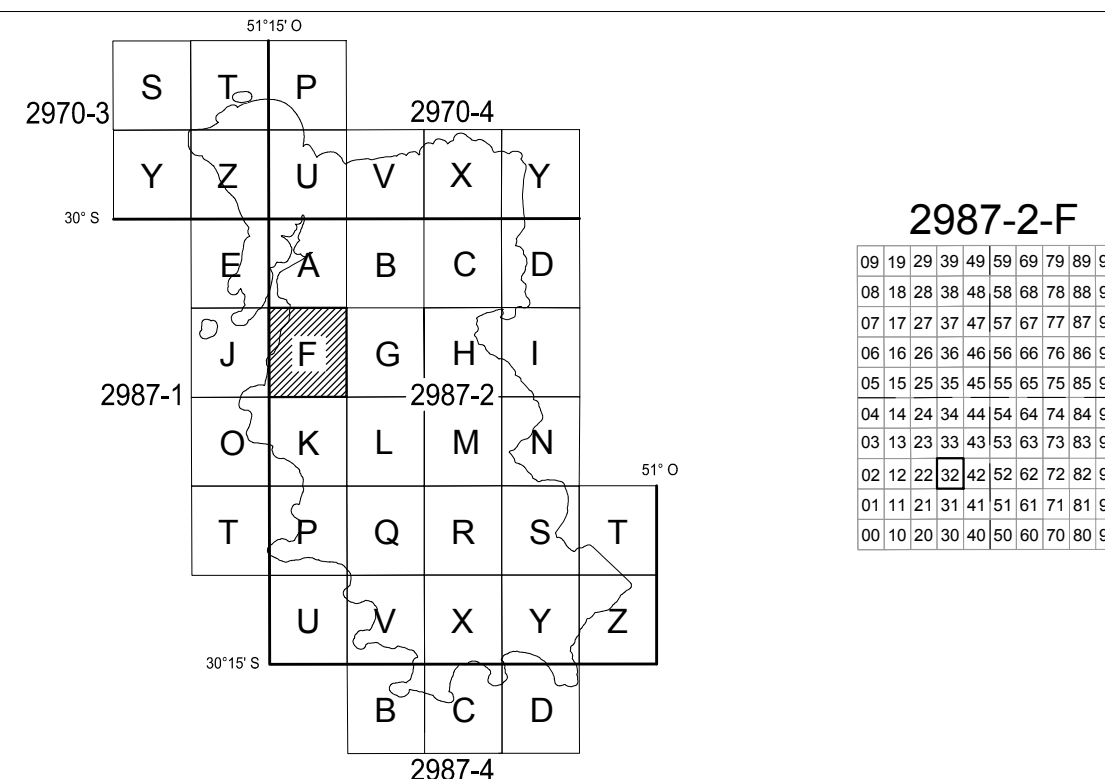 51°15' O
S T P
2970-3 2970-4
Y Z U V X Y
30° S
E A B C D
J F G H I
2987-1 2987-2
O K L M N
51° O
T P Q R S T
U V X Y Z
30°15' S
B C D
2987-4
2987-2-F
09 19 29 39 49 59 69 79 89
08 18 28 38 48 58 68 78 88
07 17 27 37 47 57 67 77 87
06 16 26 36 46 56 66 76 86
05 15 25 35 45 55 65 75 85
04 14 24 34 44 54 64 74 84
03 13 23 33 43 53 63 73 83
02 12 22 32 42 52 62 72 82
01 11 21 31 41 51 61 71 81
00 10 20 30 40 50 60 70 80